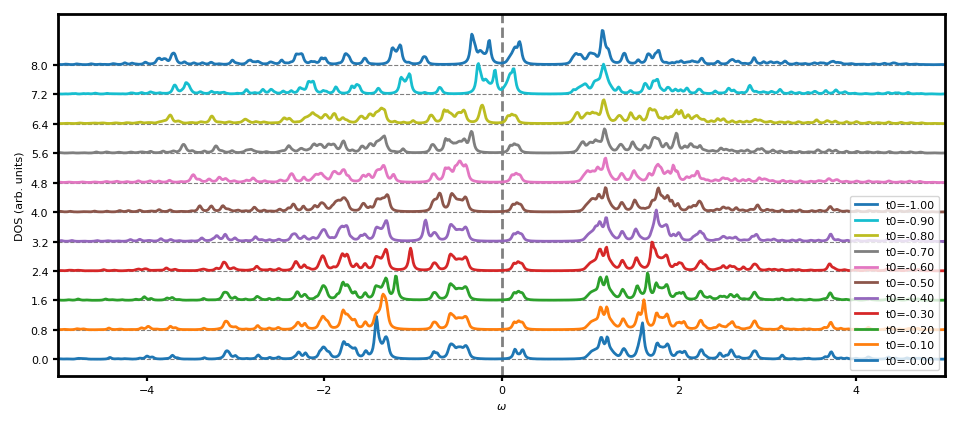 DOS (arb. units)
8.0
7.2
6.4
5.6
4.8
4.0
3.2
2.4
1.6
0.8
0.0
t0=-1.00
t0=-0.90
t0=-0.80
t0=-0.70
t0=-0.60
t0=-0.50
t0=-0.40
t0=-0.30
t0=-0.20
t0=-0.10
t0=-0.00
−4
−2
0
2
4
ω